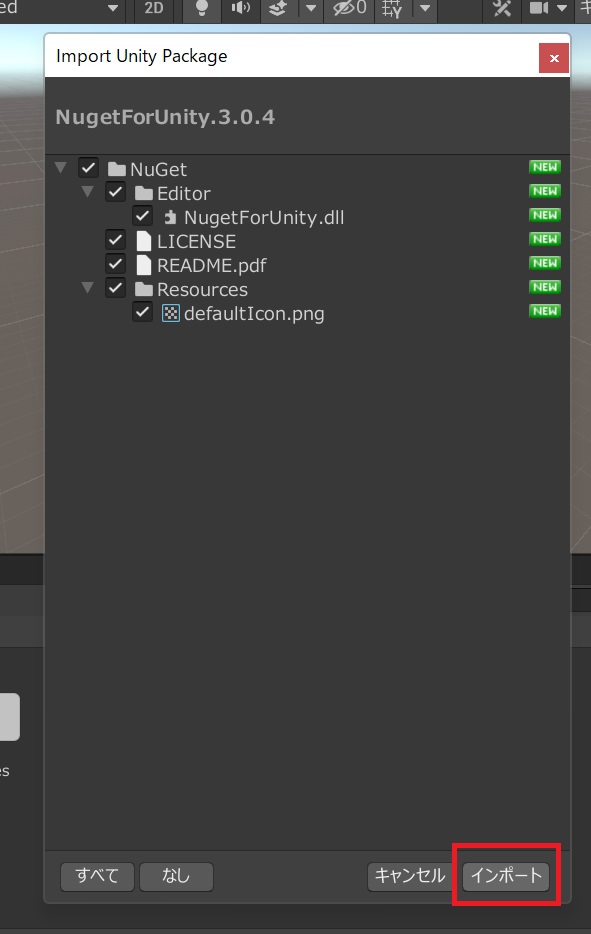 ed 2D 0 キ
Import Unity Package x
NugetForUnity.3.0.4
NuGet NEW
Editor NEW
NugetForUnity.dll NEW
LICENSE NEW
README.pdf NEW
Resources NEW
defaultIcon.png NEW
es
すべて なし キャンセル インポート